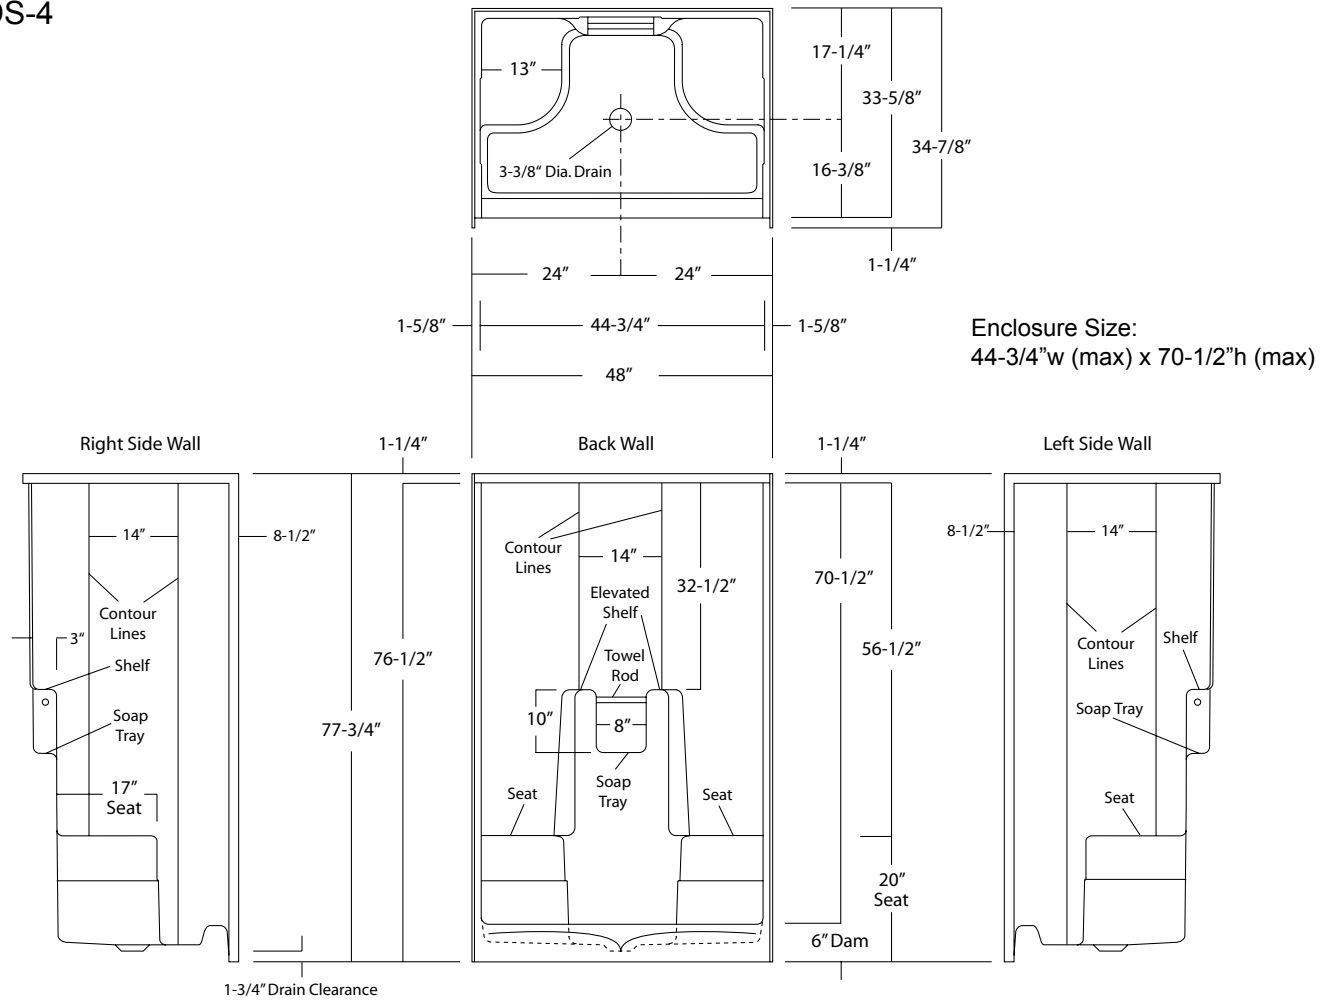 DS-4
17-1/4"
13"
33-5/8"
34-7/8"
3-3/8" Dia. Drain
16-3/8"
24"
24"
1-1/4"
1-5/8"
44-3/4"
1-5/8"
Enclosure Size:
44-3/4"w (max) x 70-1/2"h (max)
48"
Right Side Wall
1-1/4"
Back Wall
1-1/4"
Left Side Wall
14"
8-1/2"
Contour
Lines
3"
Shelf
Soap
Tray
17"
Seat
76-1/2"
77-3/4"
1-3/4" Drain Clearance
Contour
Lines
14"
32-1/2"
Elevated
Shelf
Towel
Rod
10"
8"
Soap
Tray
Seat
Seat
70-1/2"
56-1/2"
20"
Seat
6" Dam
8-1/2"
14"
Contour
Lines
Shelf
Soap Tray
Seat